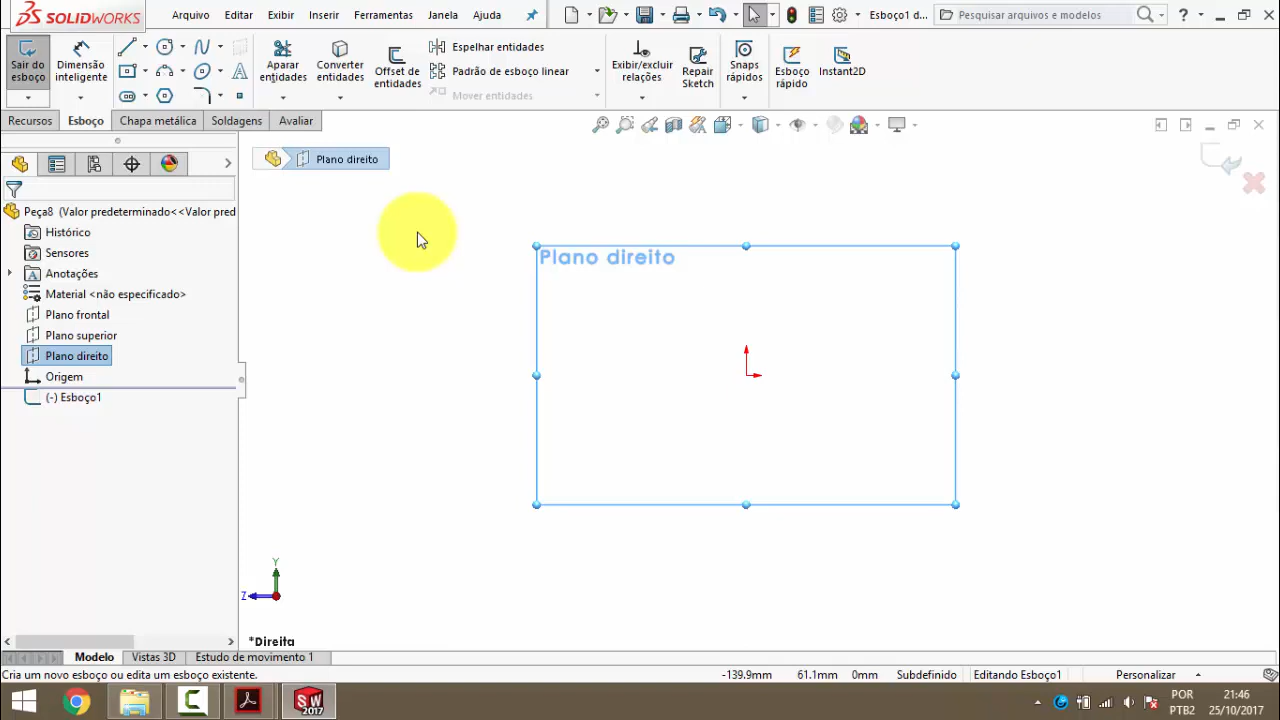 SOLIDWORKS Arquivo Editar Exibir Inserir Ferramentas Janela Ajuda Esboço1 d... Pesquisar arquivos e modelos ?
Sair do esboço
Dimensão inteligente
Aparar entidades
Converter entidades
Offset de entidades
Espelhar entidades
Padrão de esboço linear
Mover entidades
Exibir/excluir relações
Repair Sketch
Snaps rápidos
Esboço rápido
Instant2D
Recursos Esboço Chapa metálica Soldagens Avaliar
Plano direito
Peça8 (Valor predeterminado<<Valor pred
Histórico
Sensores
Anotações
Material <não especificado>
Plano frontal
Plano superior
Plano direito
Origem
(-) Esboço1
Plano direito
Y
Z
*Direita
Modelo Vistas 3D Estudo de movimento 1
Cria um novo esboço ou edita um esboço existente. -139.9mm 61.1mm 0mm Subdefinido Editando Esboço1 Personalizar
SW 2017
POR 21:46
PTB2 25/10/2017